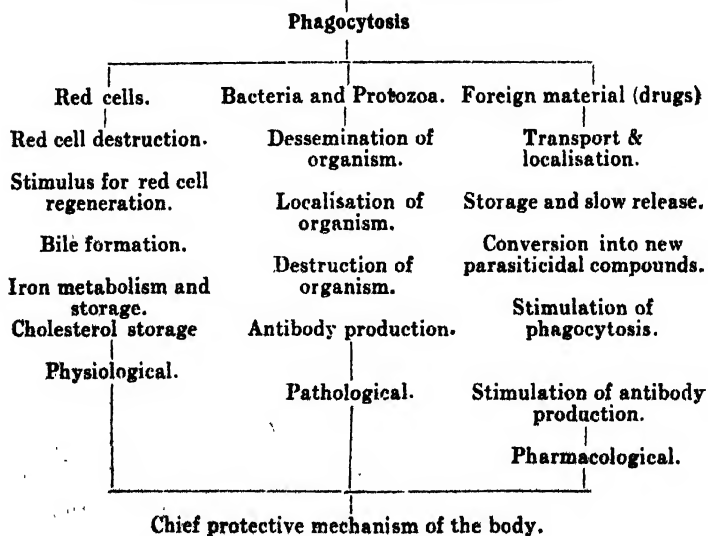 Phagocytosis
Red cells.
Red cell destruction.
Stimulus for red cell
regeneration.
Bile formation.
Iron metabolism and
storage.
Cholesterol storage
Physiological.
Bacteria and Protozoa.
Dessemination of
organism.
Localisation of
organism.
Destruction of
organism.
Antibody production.
Pathological.
Foreign material (drugs)
Transport &
localisation.
Storage and slow release.
Conversion into new
parasiticidal compounds.
Stimulation of
phagocytosis.
Stimulation of antibody
production.
Pharmacological.
Chief protective mechanism of the body.